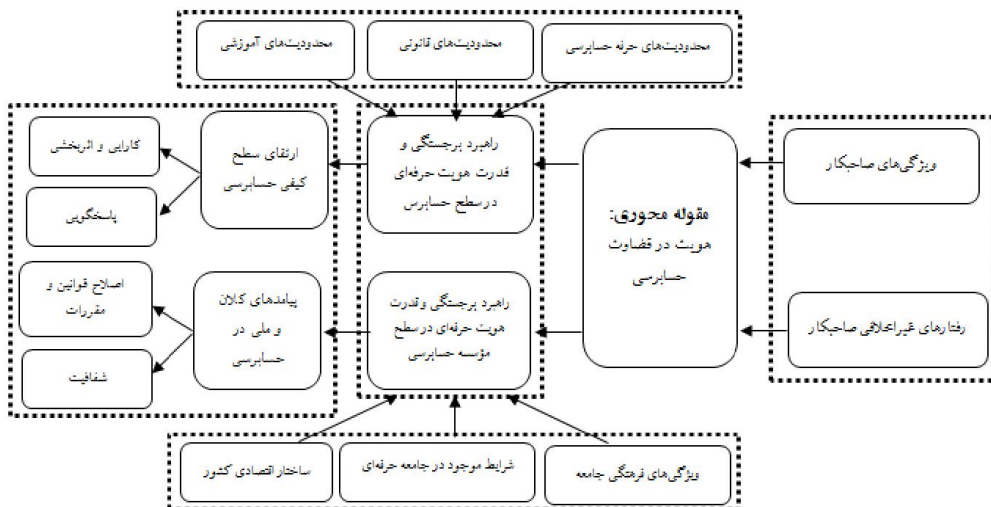 محدودیت‌های حرفه حسابرسی
محدودیت‌های قانونی
محدودیت‌های آموزشی
ویژگی‌های صاحبکار
رفتارهای غیراخلاقی صاحبکار
مقوله محوری:
هویت در قضاوت
حسابرسی
راهبرد برجستگی و
قدرت هویت حرفه‌ای
در سطح حسابرس
راهبرد برجستگی و قدرت
هویت حرفه‌ای در سطح
مؤسسه حسابرسی
ارتقای سطح
کیفی حسابرسی
کارایی و اثربخشی
پاسخگویی
پیامدهای کلان
و ملی در
حسابرسی
اصلاح قوانین و
مقررات
شفافیت
ویژگی‌های فرهنگی جامعه
شرایط موجود در جامعه حرفه‌ای
ساختار اقتصادی کشور